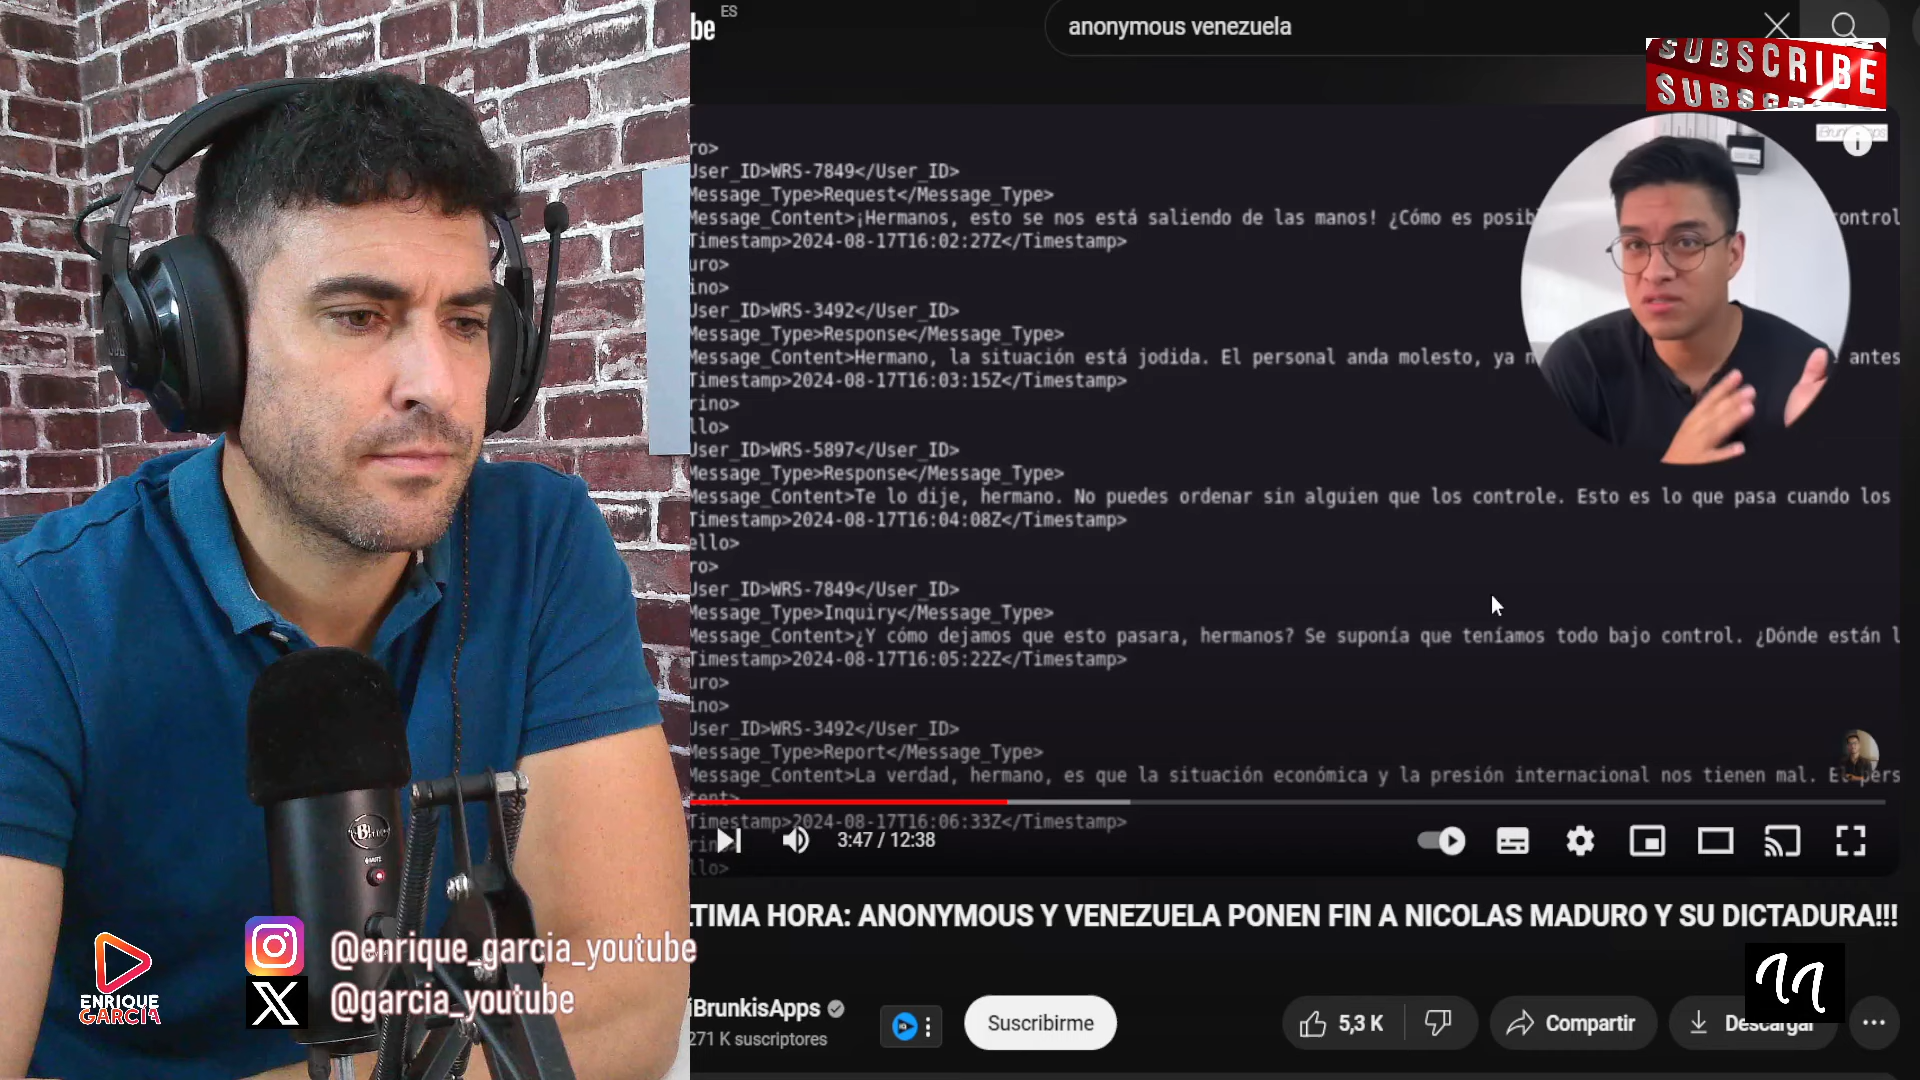 be
ES
anonymous venezuela
SUBSCRIBE
ro>
User_ID>WRS-7849</User_ID>
Message_Type>Request</Message_Type>
Message_Content>¡Hermanos, esto se nos está saliendo de las manos! ¿Cómo es control
Timestamp>2024-08-17T16:02:27Z</Timestamp>
uro>
ino>
User_ID>WRS-3492</User_ID>
Message_Type>Response</Message_Type>
Message_Content>Hermano, la situación está jodida. El personal anda molesto, ya antes
Timestamp>2024-08-17T16:03:15Z</Timestamp>
rino>
llo>
User_ID>WRS-5897</User_ID>
Message_Type>Response</Message_Type>
Message_Content>Te lo dije, hermano. No puedes ordenar sin alguien que los controle. Esto es lo que pasa cuando los
Timestamp>2024-08-17T16:04:08Z</Timestamp>
ello>
ro>
User_ID>WRS-7849</User_ID>
Message_Type>Inquiry</Message_Type>
Message_Content>¿Y cómo dejamos que esto pasara, hermanos? Se suponía que teníamos todo bajo control. ¿Dónde están l
Timestamp>2024-08-17T16:05:22Z</Timestamp>
uro>
ino>
User_ID>WRS-3492</User_ID>
Message_Type>Report</Message_Type>
Message_Content>La verdad, hermano, es que la situación económica y la presión internacional nos tienen mal.
Timestamp>2024-08-17T16:06:33Z</Timestamp>
3:47 / 12:38
llo>
TIMA HORA: ANONYMOUS Y VENEZUELA PONEN FIN A NICOLAS MADURO Y SU DICTADURA!!!
iBrunkisApps
271 K suscriptores
Suscribirme
5,3 K
Compartir
Descargar
ENRIQUE
GARCIA
@enrique_garcia_youtube
@garcia_youtube